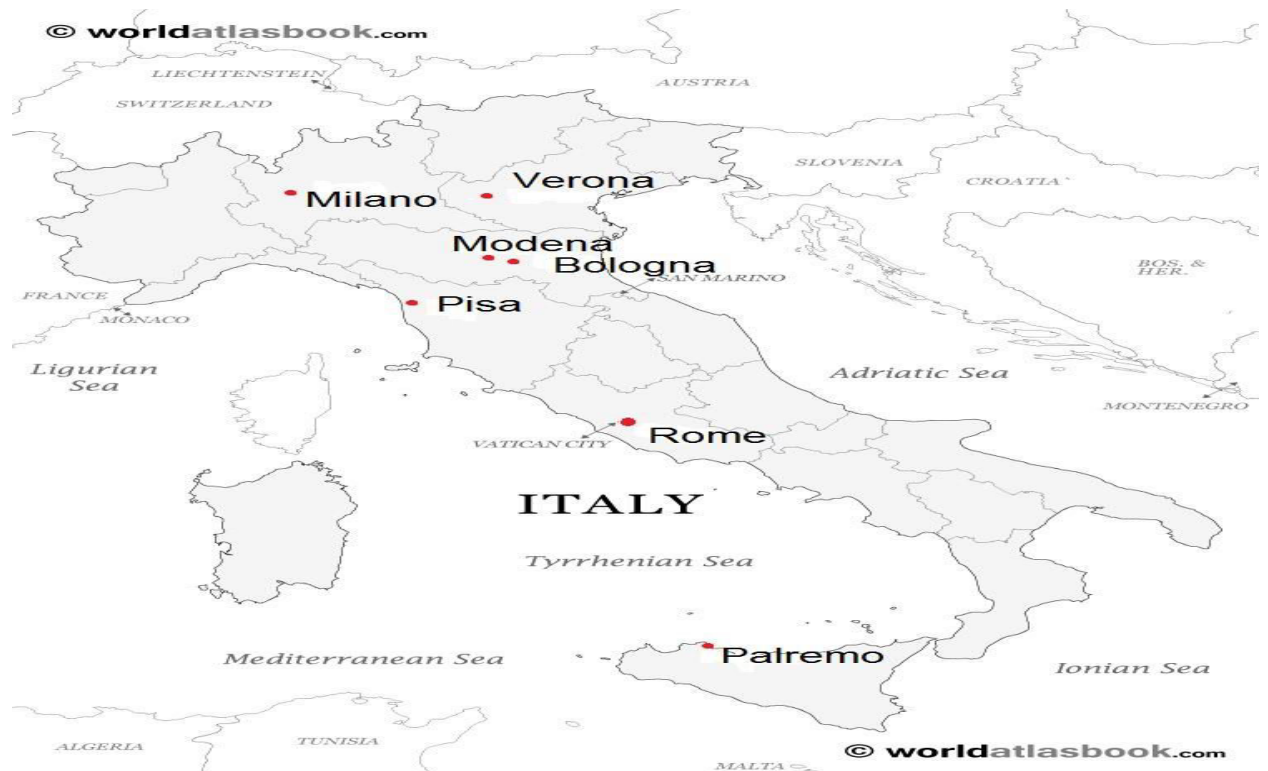 © worldatlasbook.com
LIECHTENSTEIN
AUSTRIA
SWITZERLAND
SLOVENIA
CROATIA`
Verona
Milano
Modena
Bologna
BOS. &
HER.
SAN MARINO
FRANCE
MONACO
Pisa
Ligurian
Sea
Adriatic Sea
MONTENEGRO
VATICAN CITY
Rome
ITALY
Tyrrhenian Sea
Mediterranean Sea
Palremo
Ionian Sea
ALGERIA
TUNISIA
© worldatlasbook.com
MALTA